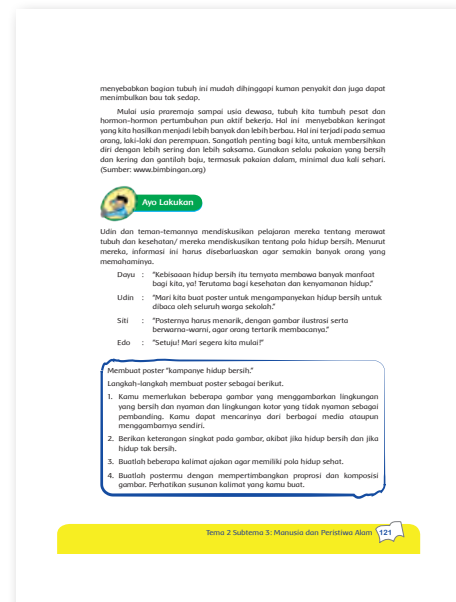 menyebabkan bagian tubuh ini mudah dihinggapi kuman penyakit dan juga dapat
menimbulkan bau tak sedap.
Mulai usia praremaja sampai usia dewasa, tubuh kita tumbuh pesat dan
hormon-hormon pertumbuhan pun aktif bekerja. Hal ini menyebabkan keringat
yang kita hasilkan menjadi lebih banyak dan lebih berbau. Hal ini terjadi pada semua
orang, laki-laki dan perempuan. Sangatlah penting bagi kita, untuk membersihkan
diri dengan lebih sering dan lebih saksama. Gunakan selalu pakaian yang bersih
dan kering dan gantilah baju, termasuk pakaian dalam, minimal dua kali sehari.
(Sumber: www.bimbingan.org)
Ayo Lakukan
Udin dan teman-temannya mendiskusikan pelajaran mereka tentang merawat
tubuh dan kesehatan/ mereka mendiskusikan tentang pola hidup bersih. Menurut
mereka, informasi ini harus disebarluaskan agar semakin banyak orang yang
memahaminya.
Dayu : "Kebisaaan hidup bersih itu ternyata membawa banyak manfaat
bagi kita, ya! Terutama bagi kesehatan dan kenyamanan hidup."
Udin : "Mari kita buat poster untuk mengampanyekan hidup bersih untuk
dibaca oleh seluruh warga sekolah."
Siti : "Posternya harus menarik, dengan gambar ilustrasi serta
berwarna-warni, agar orang tertarik membacanya."
Edo : "Setuju! Mari segera kita mulai!"
Membuat poster "kampanye hidup bersih."
Langkah-langkah membuat poster sebagai berikut.
1. Kamu memerlukan beberapa gambar yang menggambarkan lingkungan
yang bersih dan nyaman dan lingkungan kotor yang tidak nyaman sebagai
pembanding. Kamu dapat mencarinya dari berbagai media ataupun
menggambarnya sendiri.
2. Berikan keterangan singkat pada gambar, akibat jika hidup bersih dan jika
hidup tak bersih.
3. Buatlah beberapa kalimat ajakan agar memiliki pola hidup sehat.
4. Buatlah postermu dengan mempertimbangkan proprosi dan komposisi
gambar. Perhatikan susunan kalimat yang kamu buat.
Tema 2 Subtema 3: Manusia dan Peristiwa Alam 121